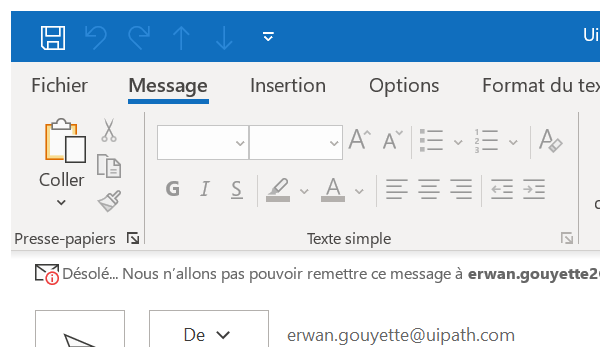 Ui
Fichier Message Insertion Options Format du tex
Coller
G I S A
Presse-papiers Texte simple
Désolé... Nous n’allons pas pouvoir remettre ce message à erwan.gouyette2
De erwan.gouyette@uipath.com